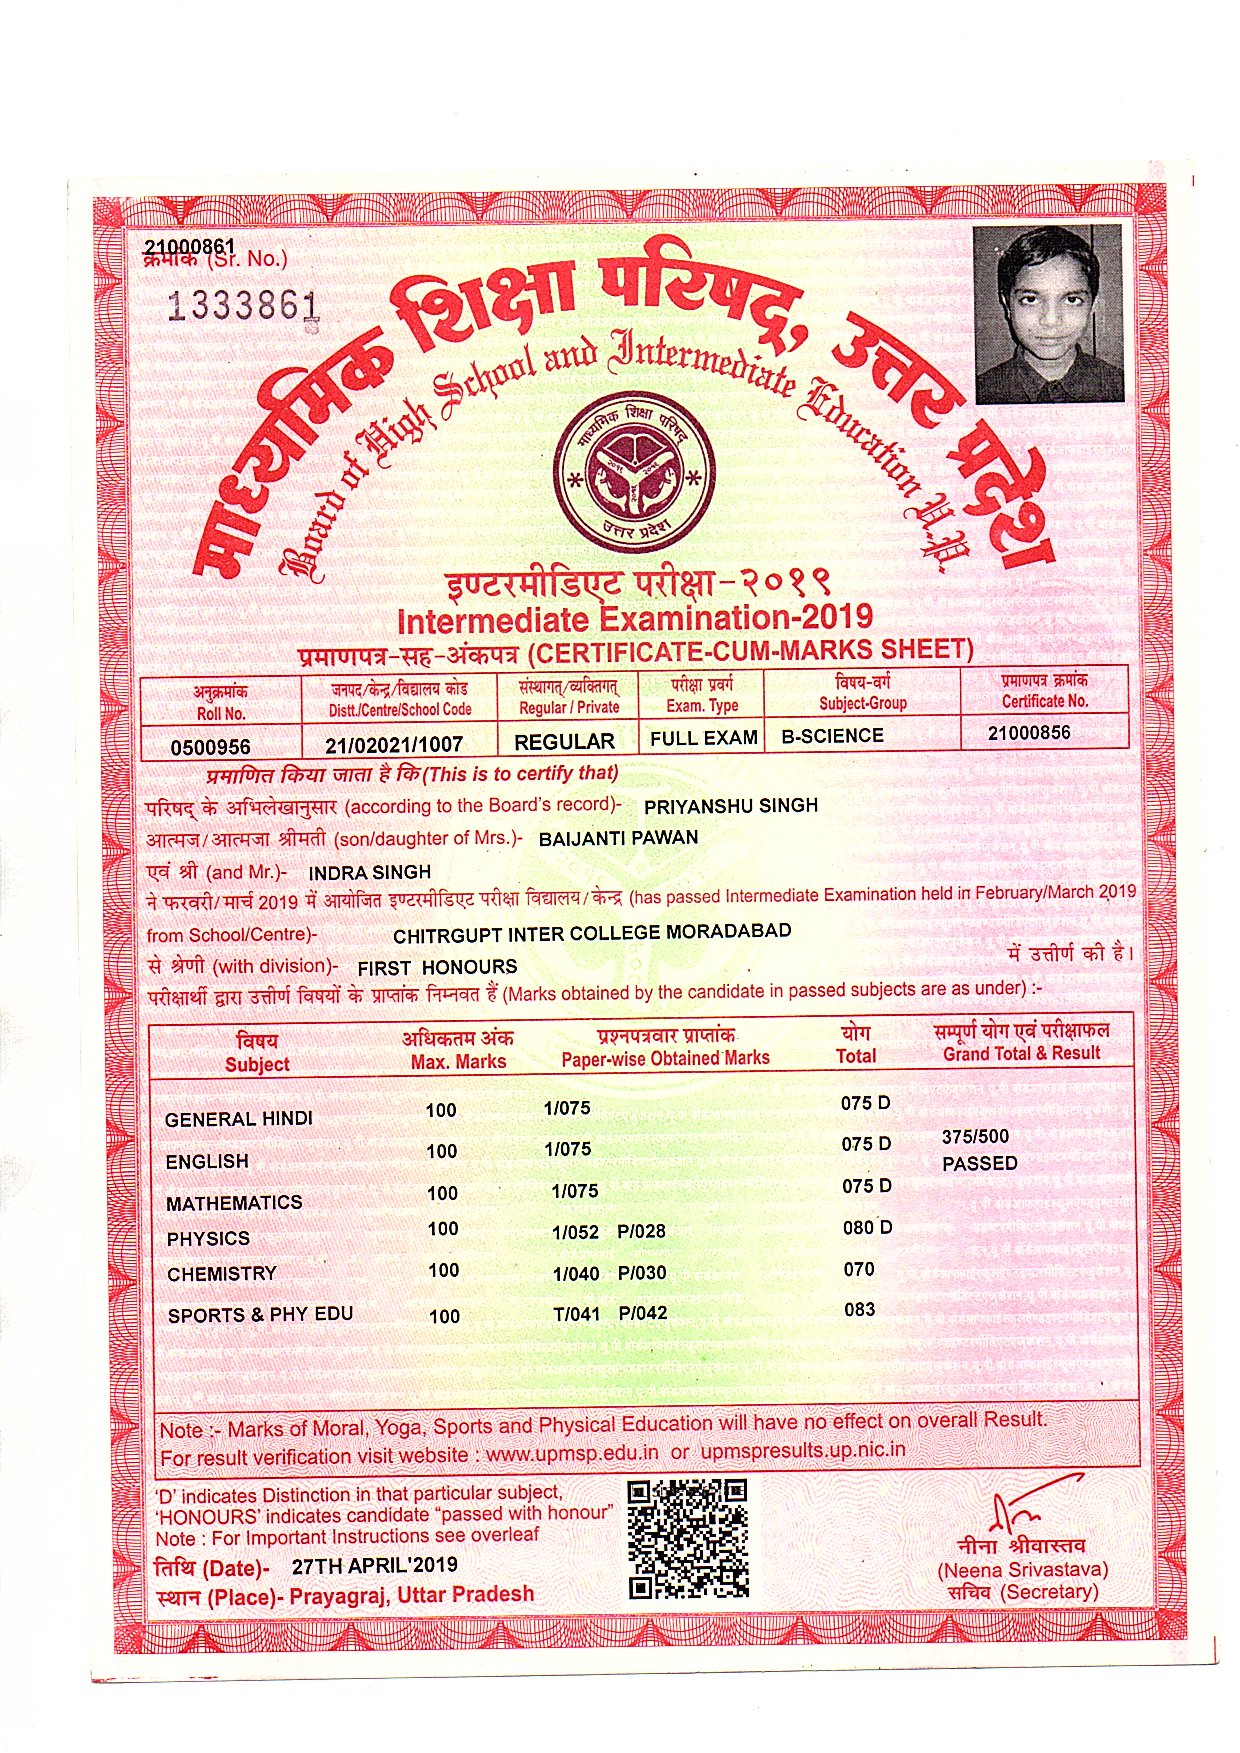 21000861
क्रमांक (Sr. No.)
1333861
माध्यमिक शिक्षा परिषद्, उत्तर प्रदेश
Board of High School and Intermediate Education U.P.
माध्यमिक शिक्षा परिषद्
उत्तर प्रदेश
इण्टरमीडिएट परीक्षा-२०१९
Intermediate Examination-2019
प्रमाणपत्र-सह-अंकपत्र (CERTIFICATE-CUM-MARKS SHEET)
अनुक्रमांक जनपद/केन्द्र/विद्यालय कोड संस्थागत्/व्यक्तिगत् परीक्षा प्रवर्ग विषय-वर्ग प्रमाणपत्र क्रमांक
Roll No. Distt./Centre/School Code Regular / Private Exam. Type Subject-Group Certificate No.
0500956 21/02021/1007 REGULAR FULL EXAM B-SCIENCE 21000856
प्रमाणित किया जाता है कि (This is to certify that)
परिषद् के अभिलेखानुसार (according to the Board's record)- PRIYANSHU SINGH
आत्मज/आत्मजा श्रीमती (son/daughter of Mrs.)- BAIJANTI PAWAN
एवं श्री (and Mr.)- INDRA SINGH
ने फरवरी/मार्च 2019 में आयोजित इण्टरमीडिएट परीक्षा विद्यालय/केन्द्र (has passed Intermediate Examination held in February/March 2019
from School/Centre)- CHITRGUPT INTER COLLEGE MORADABAD
से श्रेणी (with division)- FIRST HONOURS में उत्तीर्ण की है।
परीक्षार्थी द्वारा उत्तीर्ण विषयों के प्राप्तांक निम्नवत हैं (Marks obtained by the candidate in passed subjects are as under) :-
विषय अधिकतम अंक प्रश्नपत्रवार प्राप्तांक योग सम्पूर्ण योग एवं परीक्षाफल
Subject Max. Marks Paper-wise Obtained Marks Total Grand Total & Result
GENERAL HINDI 100 1/075 075 D
375/500
ENGLISH 100 1/075 075 D
PASSED
MATHEMATICS 100 1/075 075 D
PHYSICS 100 1/052 P/028 080 D
CHEMISTRY 100 1/040 P/030 070
SPORTS & PHY EDU 100 T/041 P/042 083
Note :- Marks of Moral, Yoga, Sports and Physical Education will have no effect on overall Result.
For result verification visit website : www.upmsp.edu.in or upmspresults.up.nic.in
'D' indicates Distinction in that particular subject,
'HONOURS' indicates candidate "passed with honour"
Note : For Important Instructions see overleaf
तिथि (Date)- 27TH APRIL'2019
स्थान (Place)- Prayagraj, Uttar Pradesh
नीना श्रीवास्तव
(Neena Srivastava)
सचिव (Secretary)